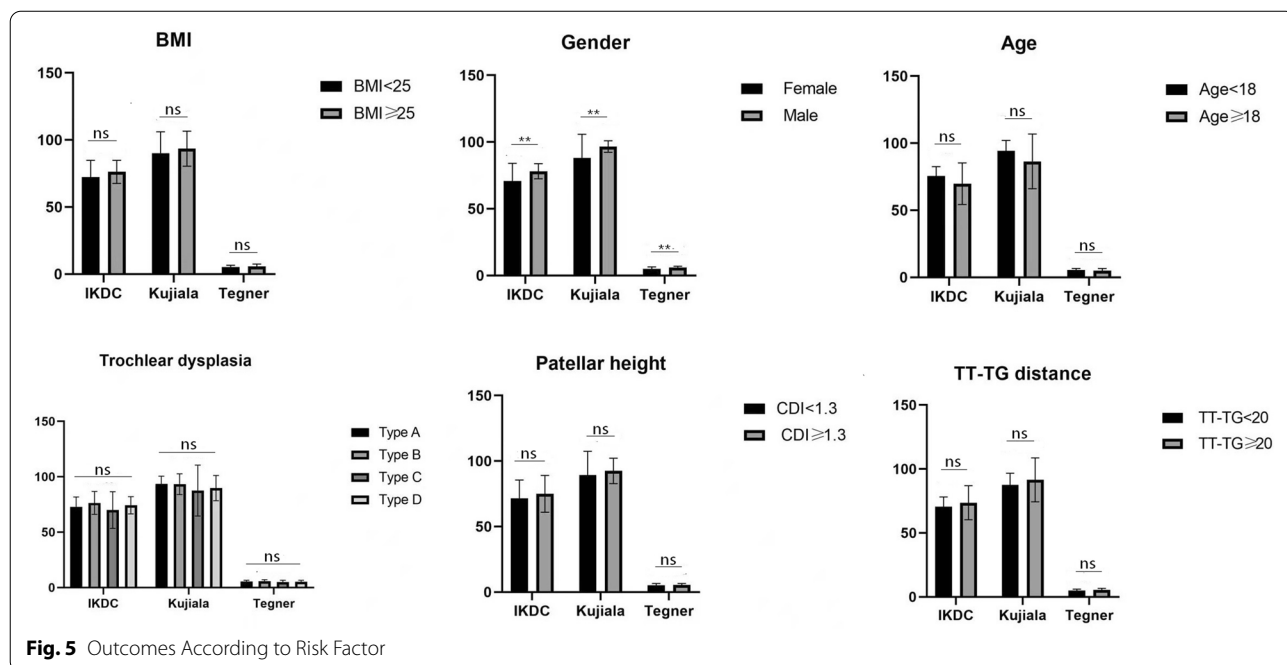 BMI
150
100
50
0
ns
ns
ns
IKDC
Kujiala
Tegner
BMI<25
BMI⩾25
Gender
150
100
50
0
**
**
**
IKDC
Kujiala
Tegner
Female
Male
Age
150
100
50
0
ns
ns
ns
IKDC
Kujiala
Tegner
Age<18
Age⩾18
Trochlear dysplasia
150
100
50
0
ns
ns
ns
IKDC
Kujiala
Tegner
Type A
Type B
Type C
Type D
Patellar height
150
100
50
0
ns
ns
ns
IKDC
Kujiala
Tegner
CDI<1.3
CDI⩾1.3
TT-TG distance
150
100
50
0
ns
ns
ns
IKDC
Kujiala
Tegner
TT-TG<20
TT-TG⩾20
Fig. 5 Outcomes According to Risk Factor